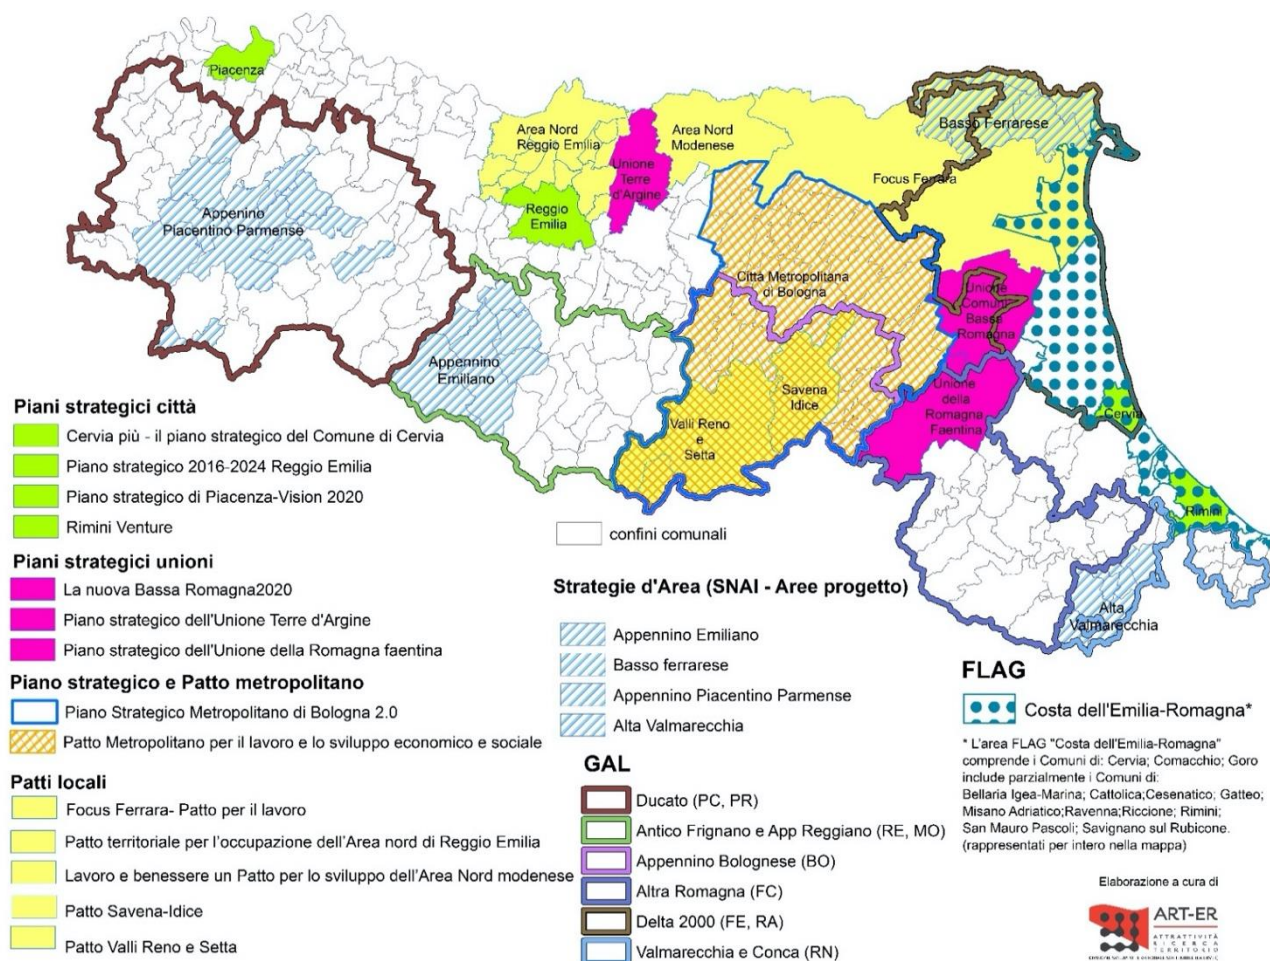 Piacenza
Area Nord
Reggio Emilia
Unione
Terre
d'Argine
Area Nord
Modenese
Basso Ferrarese
Focus Ferrara
Reggio
Emilia
Appenino
Piacentino Parmense
Città Metropolitana
di Bologna
Unione
Comuni
Bassa
Romagna
Appennino
Emiliano
Savena
Idice
Valli Reno
e
Setta
Unione
della
Romagna
Faentina
Cervia
Rimini
Alta
Valmarecchia
Piani strategici città
Cervia più - il piano strategico del Comune di Cervia
Piano strategico 2016-2024 Reggio Emilia
Piano strategico di Piacenza-Vision 2020
Rimini Venture
Piani strategici unioni
La nuova Bassa Romagna2020
Piano strategico dell'Unione Terre d'Argine
Piano strategico dell'Unione della Romagna faentina
Piano strategico e Patto metropolitano
Piano Strategico Metropolitano di Bologna 2.0
Patto Metropolitano per il lavoro e lo sviluppo economico e sociale
Patti locali
Focus Ferrara- Patto per il lavoro
Patto territoriale per l'occupazione dell'Area nord di Reggio Emilia
Lavoro e benessere un Patto per lo sviluppo dell'Area Nord modenese
Patto Savena-Idice
Patto Valli Reno e Setta
confini comunali
Strategie d'Area (SNAI - Aree progetto)
Appennino Emiliano
Basso ferrarese
Appennino Piacentino Parmense
Alta Valmarecchia
GAL
Ducato (PC, PR)
Antico Frignano e App Reggiano (RE, MO)
Appennino Bolognese (BO)
Altra Romagna (FC)
Delta 2000 (FE, RA)
Valmarecchia e Conca (RN)
FLAG
Costa dell'Emilia-Romagna*
* L'area FLAG "Costa dell'Emilia-Romagna"
comprende i Comuni di: Cervia; Comacchio; Goro
include parzialmente i Comuni di:
Bellaria Igea-Marina; Cattolica;Cesenatico; Gatteo;
Misano Adriatico;Ravenna;Riccione; Rimini;
San Mauro Pascoli; Savignano sul Rubicone.
(rappresentati per intero nella mappa)
Elaborazione a cura di
ART-ER
ATTRATTIVITÀ
RICERCA
TERRITORIO